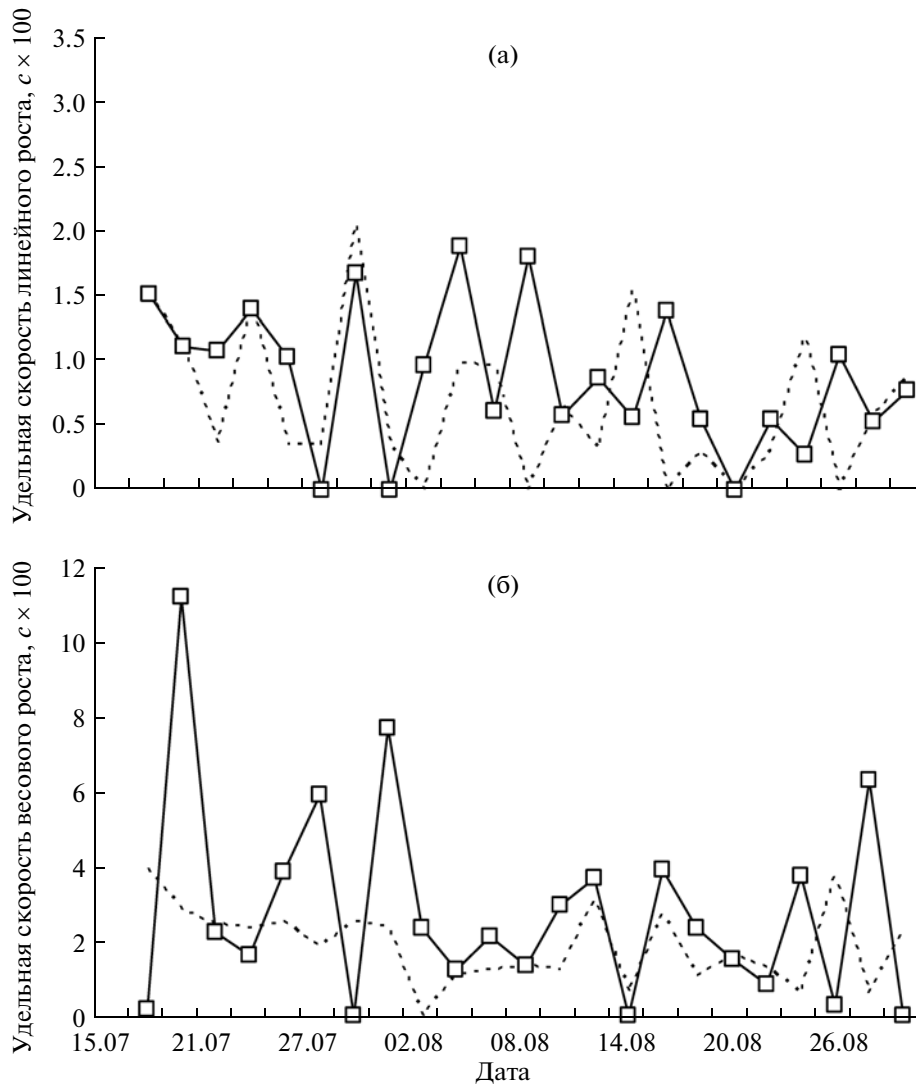 Удельная скорость линейного роста, c × 100
(а)
3.5
3.0
2.5
2.0
1.5
1.0
0.5
0
Удельная скорость весового роста, c × 100
(б)
12
10
8
6
4
2
0
15.07 21.07 27.07 02.08 08.08 14.08 20.08 26.08
Дата